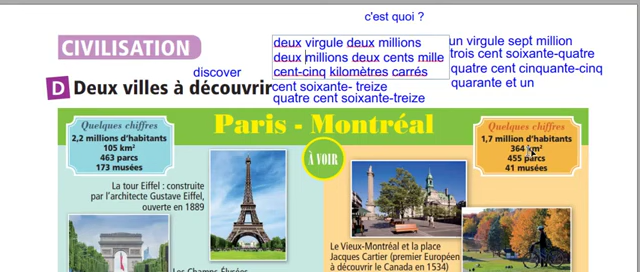 c'est quoi ?
CIVILISATION
deux virgule deux millions
deux millions deux cents mille
cent-cinq kilomètres carrés
un virgule sept million
trois cent soixante-quatre
quatre cent cinquante-cinq
quarante et un
discover
D Deux villes à découvrir
cent soixante- treize
quatre cent soixante-treize
Paris - Montréal
Quelques chiffres
2,2 millions d'habitants
105 km²
463 parcs
173 musées
À VOIR
Quelques chiffres
1,7 million d'habitants
364 km²
455 parcs
41 musées
La tour Eiffel : construite
par l'architecte Gustave Eiffel,
ouverte en 1889
Les Champs-Élysées
Le Vieux-Montréal et la place
Jacques Cartier (premier Européen
à découvrir le Canada en 1534)